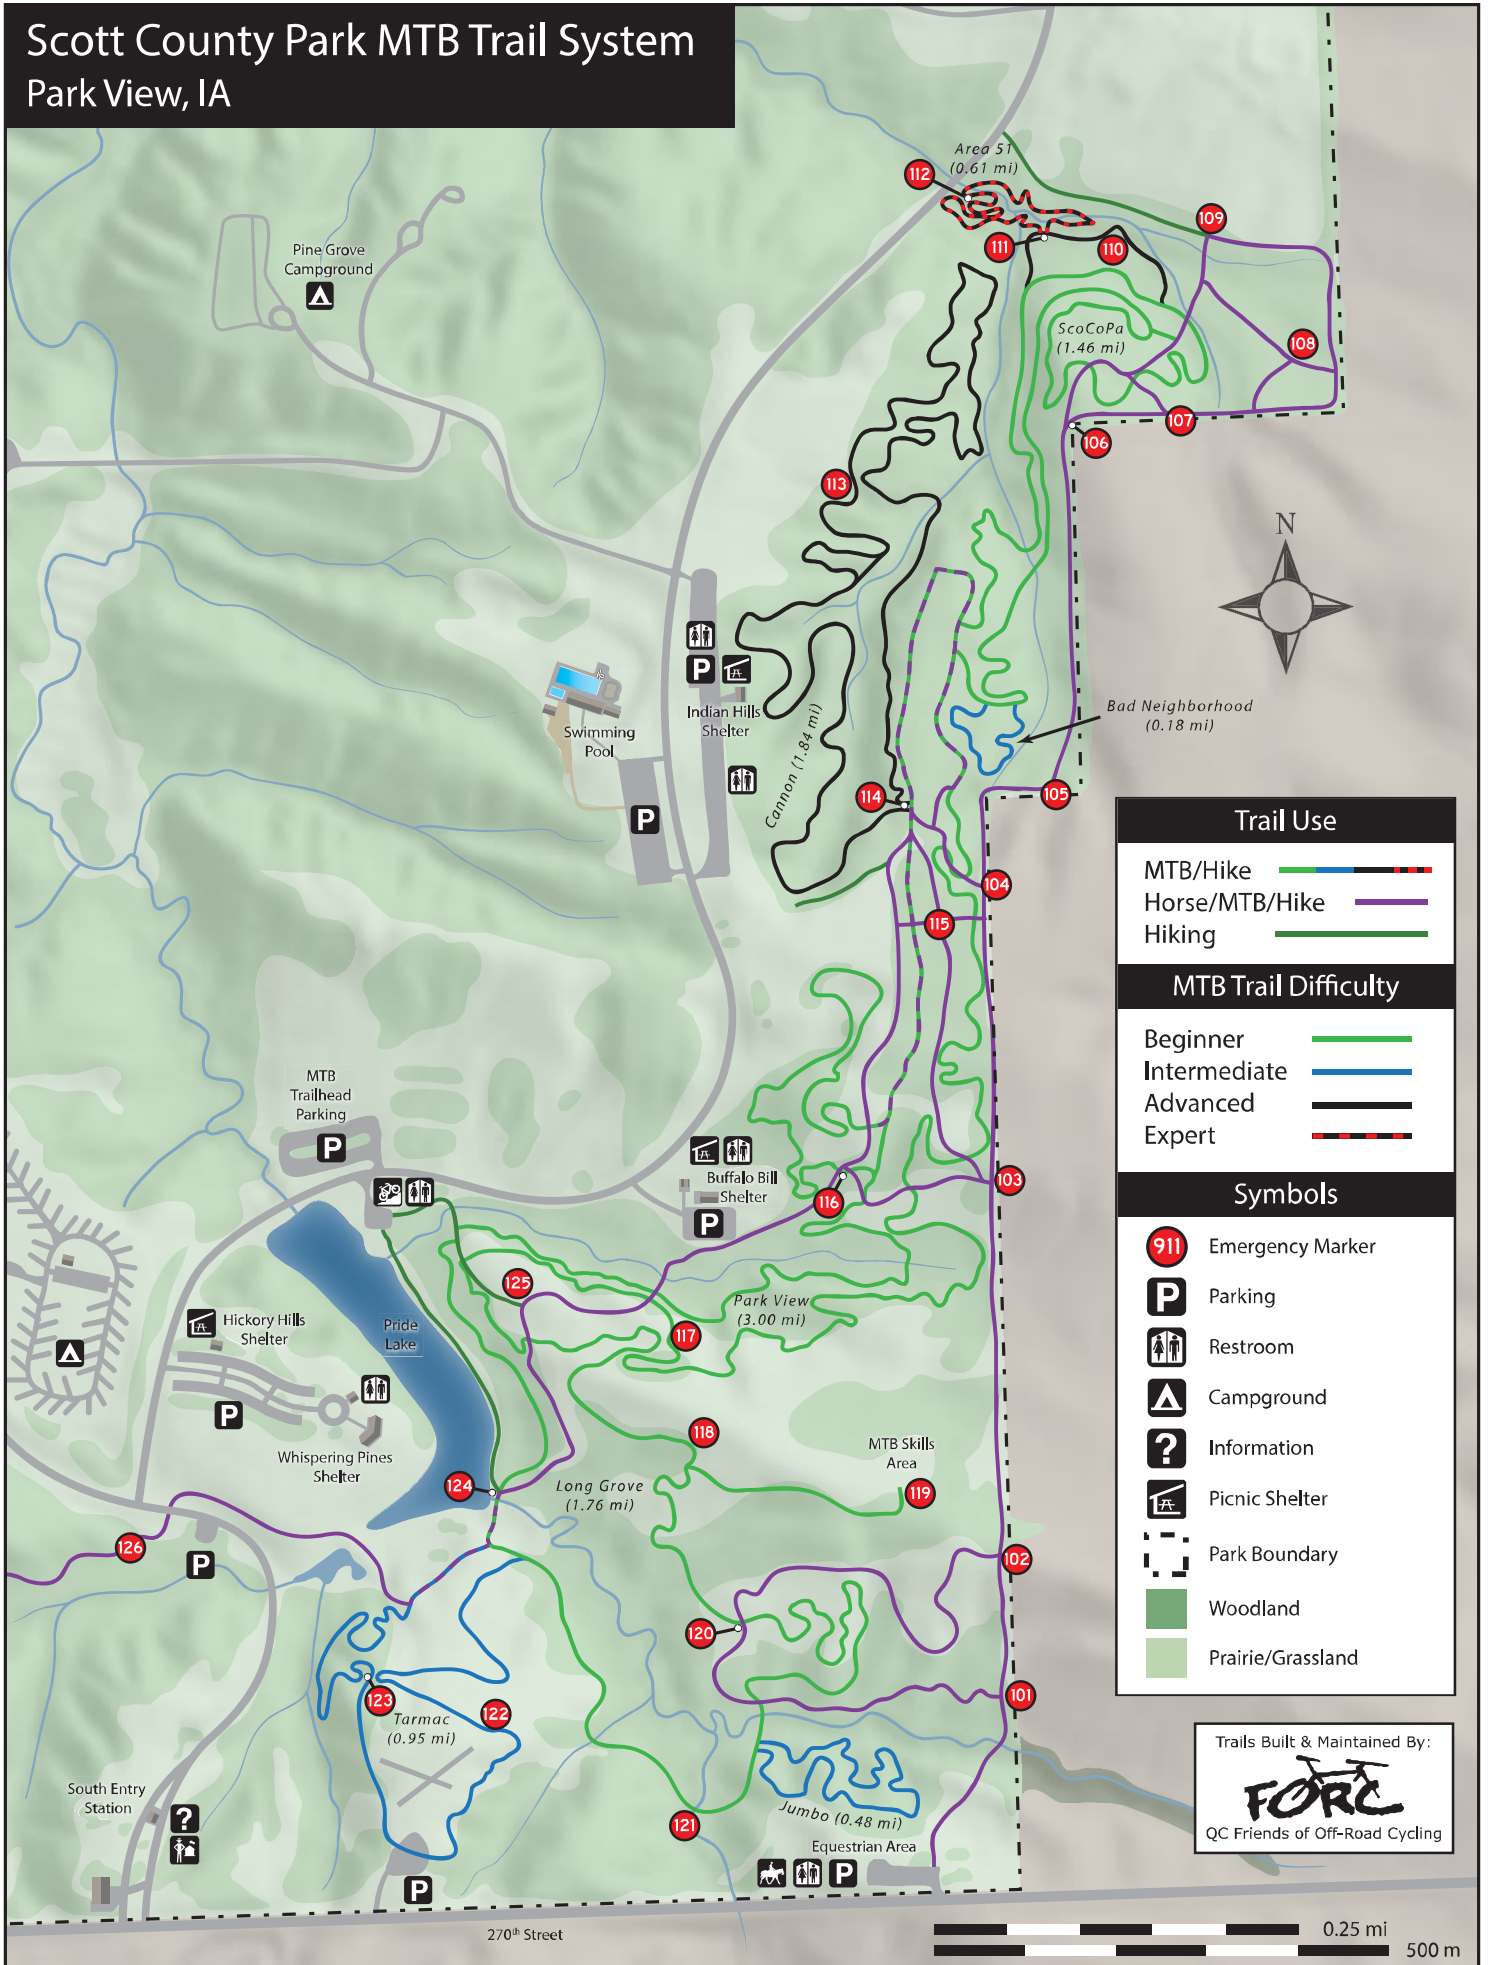 Scott County Park MTB Trail System
Park View, IA
Area 51
(0.61 mi)
112
109
111
110
Pine Grove
Campground
ScoCoPa
(1.46 mi)
108
107
106
113
N
Bad Neighborhood
(0.18 mi)
P
Indian Hills
Shelter
Swimming
Pool
Cannon (1.84 mi)
114
105
P
104
115
Trail Use
MTB/Hike
Horse/MTB/Hike
Hiking
MTB Trail Difficulty
Beginner
Intermediate
Advanced
Expert
MTB
Trailhead
Parking
P
Buffalo Bill
Shelter
P
116
103
Symbols
911 Emergency Marker
P Parking
Restroom
Campground
? Information
Picnic Shelter
Park Boundary
Woodland
Prairie/Grassland
125
Park View
(3.00 mi)
117
Hickory Hills
Shelter
Pride
Lake
P
Whispering Pines
Shelter
118
MTB Skills
Area
119
124
Long Grove
(1.76 mi)
126
P
102
120
101
123
Tarmac
(0.95 mi)
122
South Entry
Station
?
121
Jumbo (0.48 mi)
Equestrian Area
P
P
270th Street
Trails Built & Maintained By:
FORC
QC Friends of Off-Road Cycling
0.25 mi
500 m